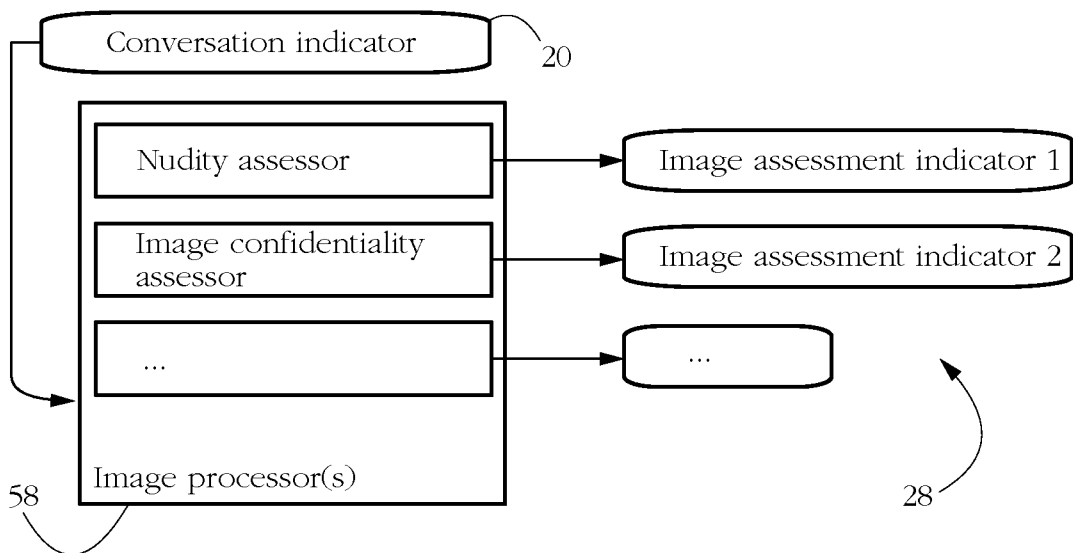 Conversation indicator
20
Nudity assessor
Image assessment indicator 1
Image confidentiality
assessor
Image assessment indicator 2
...
...
Image processor(s)
58
28